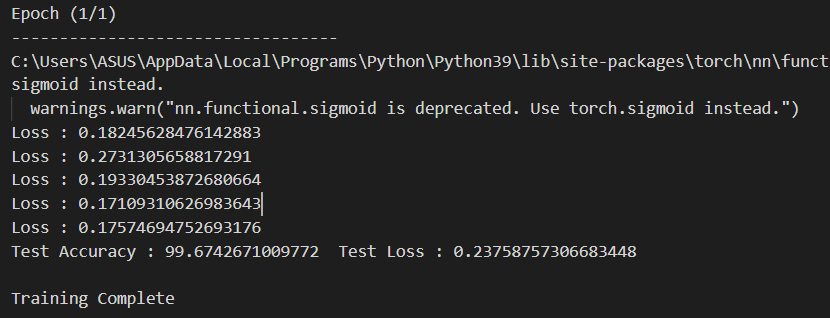 Epoch (1/1)
----------------------------------
C:\Users\ASUS\AppData\Local\Programs\Python\Python39\lib\site-packages\torch\nn\funct
sigmoid instead.
warnings.warn("nn.functional.sigmoid is deprecated. Use torch.sigmoid instead.")
Loss : 0.18245628476142883
Loss : 0.2731305658817291
Loss : 0.19330453872680664
Loss : 0.17109310626983643
Loss : 0.17574694752693176
Test Accuracy : 99.6742671009772  Test Loss : 0.23758757306683448
Training Complete